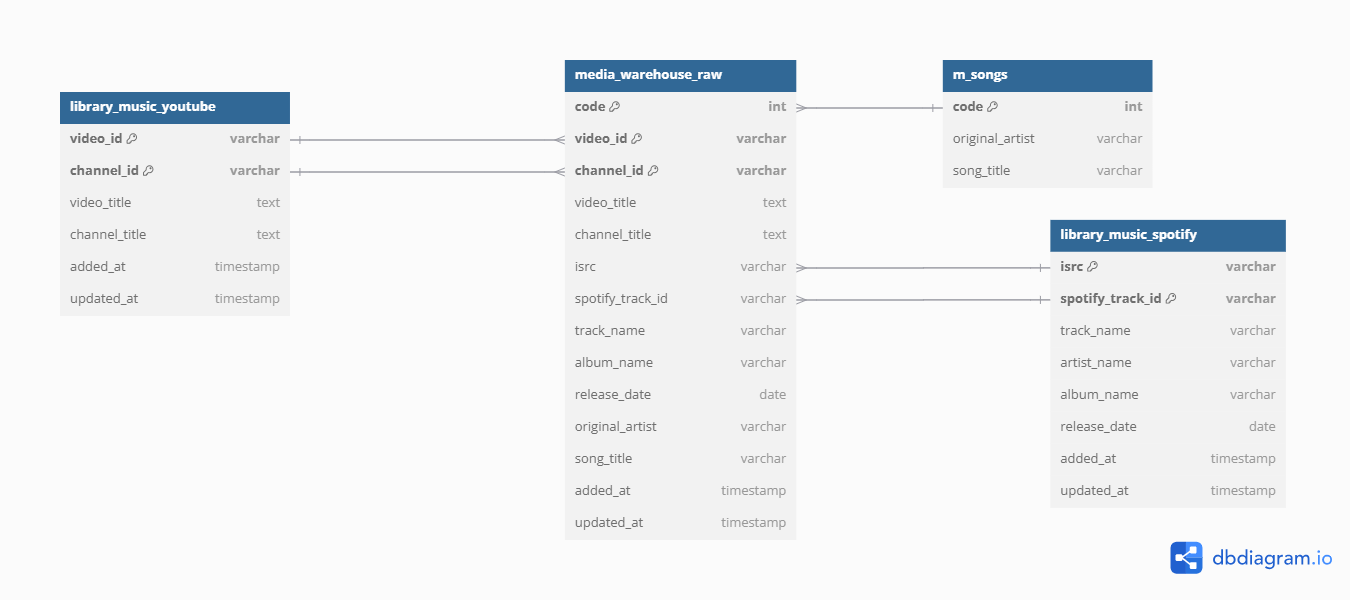 library_music_youtube
video_id varchar
channel_id varchar
video_title text
channel_title text
added_at timestamp
updated_at timestamp
media_warehouse_raw
code int
video_id varchar
channel_id varchar
video_title text
channel_title text
isrc varchar
spotify_track_id varchar
track_name varchar
album_name varchar
release_date date
original_artist varchar
song_title varchar
added_at timestamp
updated_at timestamp
m_songs
code int
original_artist varchar
song_title varchar
library_music_spotify
isrc varchar
spotify_track_id varchar
track_name varchar
artist_name varchar
album_name varchar
release_date date
added_at timestamp
updated_at timestamp
dbdiagram.io